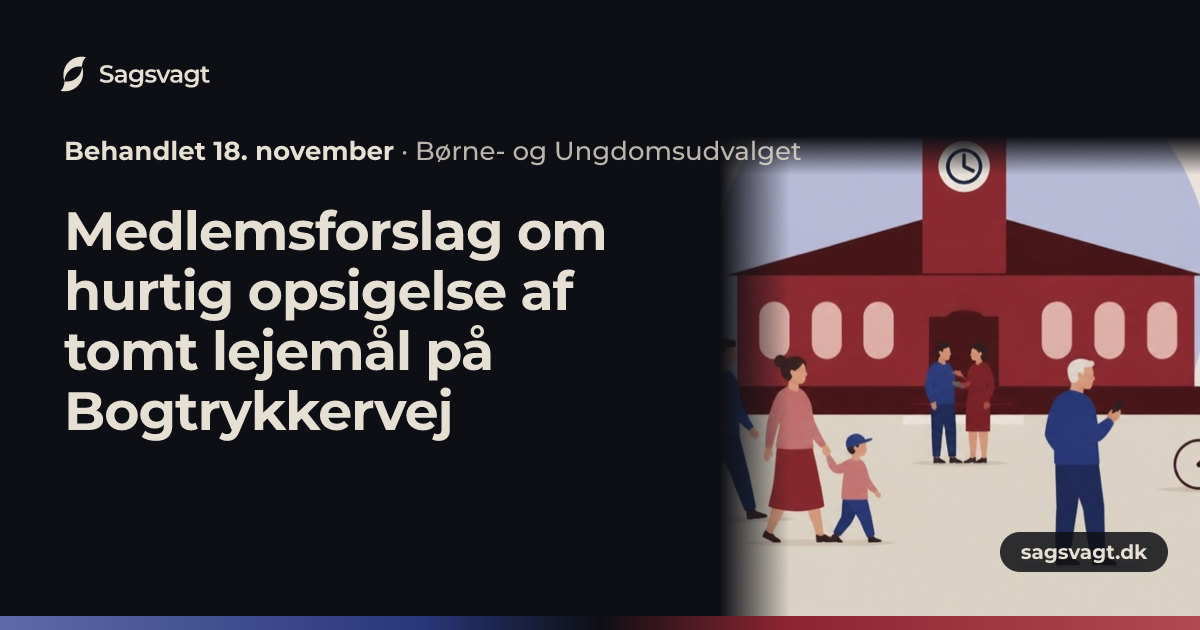 Sagsvagt
Behandlet 18. november · Børne- og Ungdomsudvalget
Medlemsforslag om
hurtig opsigelse af
tomt lejemål på
Bogtrykkervej
sagsvagt.dk